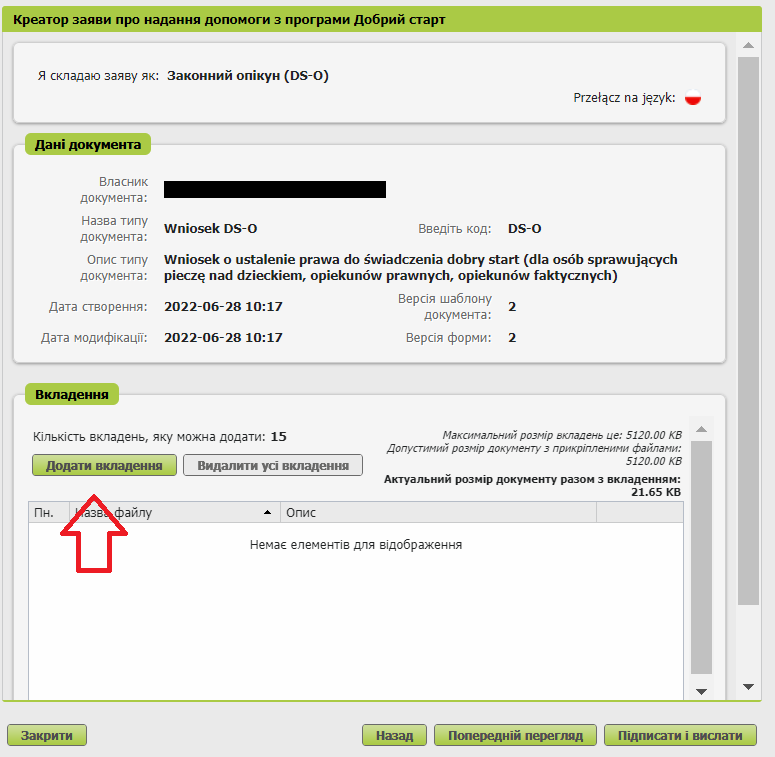 Креатор заяви про надання допомоги з програми Добрий старт
Я складаю заяву як: Законний опікун (DS-O)
Przełącz na język:
Дані документа
Власник
документа:
Назва типу
документа:
Wniosek DS-O
Введіть код: DS-O
Опис типу
документа:
Wniosek o ustalenie prawa do świadczenia dobry start (dla osób sprawujących
pieczę nad dzieckiem, opiekunów prawnych, opiekunów faktycznych)
Дата створення: 2022-06-28 10:17
Версія шаблону
документа:
2
Дата модифікації: 2022-06-28 10:17
Версія форми: 2
Вкладення
Кількість вкладень, яку можна додати: 15
Максимальний розмір вкладень це: 5120.00 KB
Допустимий розмір документу з прикріпленими файлами:
5120.00 KB
Додати вкладення
Видалити усі вкладення
Актуальний розмір документу разом з вкладенням:
21.65 KB
Пн. Назва файлу Опис
Немає елементів для відображення
Закрити Назад Попередній перегляд Підписати і вислати